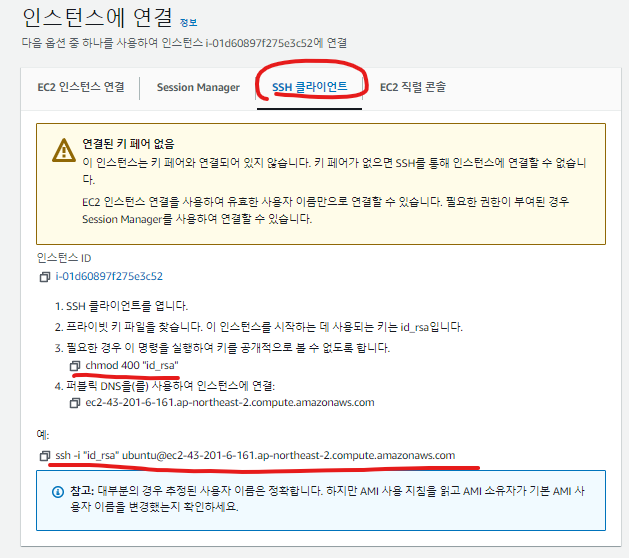 인스턴스에 연결 정보
다음 옵션 중 하나를 사용하여 인스턴스 i-01d60897f275e3c52에 연결
EC2 인스턴스 연결
Session Manager
SSH 클라이언트
EC2 직렬 콘솔
연결된 키 페어 없음
이 인스턴스는 키 페어와 연결되어 있지 않습니다. 키 페어가 없으면 SSH를 통해 인스턴스에 연결할 수 없습니
다.
EC2 인스턴스 연결을 사용하여 유효한 사용자 이름만으로 연결할 수 있습니다. 필요한 권한이 부여된 경우
Session Manager를 사용하여 연결할 수 있습니다.
인스턴스 ID
i-01d60897f275e3c52
1. SSH 클라이언트를 엽니다.
2. 프라이빗 키 파일을 찾습니다. 이 인스턴스를 시작하는 데 사용되는 키는 id_rsa입니다.
3. 필요한 경우 이 명령을 실행하여 키를 공개적으로 볼 수 없도록 합니다.
chmod 400 "id_rsa"
4. 퍼블릭 DNS을(를) 사용하여 인스턴스에 연결:
ec2-43-201-6-161.ap-northeast-2.compute.amazonaws.com
예:
ssh -i "id_rsa" ubuntu@ec2-43-201-6-161.ap-northeast-2.compute.amazonaws.com
참고: 대부분의 경우 추정된 사용자 이름은 정확합니다. 하지만 AMI 사용 지침을 읽고 AMI 소유자가 기본 AMI 사
용자 이름을 변경했는지 확인하세요.